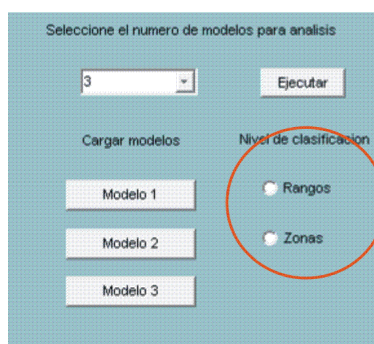 Seleccione el numero de modelos para analisis
3
Ejecutar
Cargar modelos
Nivel de clasificacion
Modelo 1
Rangos
Modelo 2
Zonas
Modelo 3